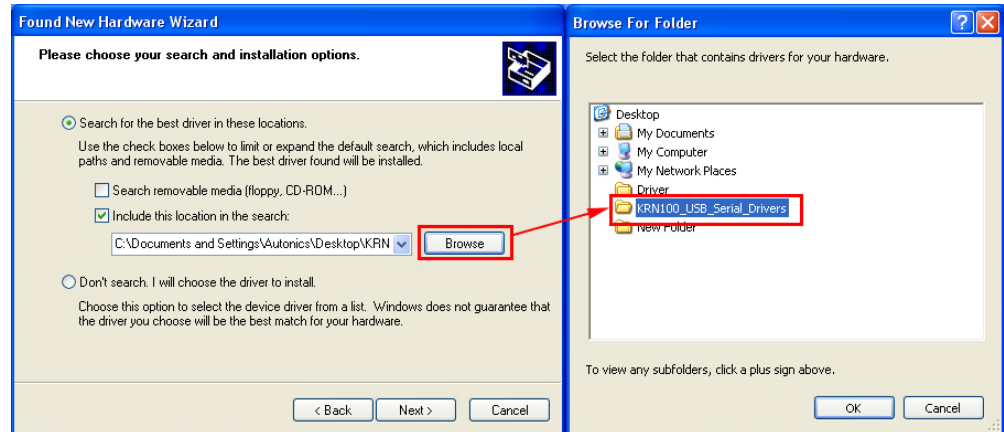 Found New Hardware Wizard
Please choose your search and installation options.
Search for the best driver in these locations.
Use the check boxes below to limit or expand the default search, which includes local
paths and removable media. The best driver found will be installed.
Search removable media (floppy, CD-ROM...)
Include this location in the search:
C:\Documents and Settings\Autonics\Desktop\KRN
Browse
Don't search. I will choose the driver to install.
Choose this option to select the device driver from a list. Windows does not guarantee that
the driver you choose will be the best match for your hardware.
< Back
Next >
Cancel
Browse For Folder
Select the folder that contains drivers for your hardware.
Desktop
My Documents
My Computer
My Network Places
Driver
KRN100_USB_Serial_Drivers
New Folder
To view any subfolders, click a plus sign above.
OK
Cancel